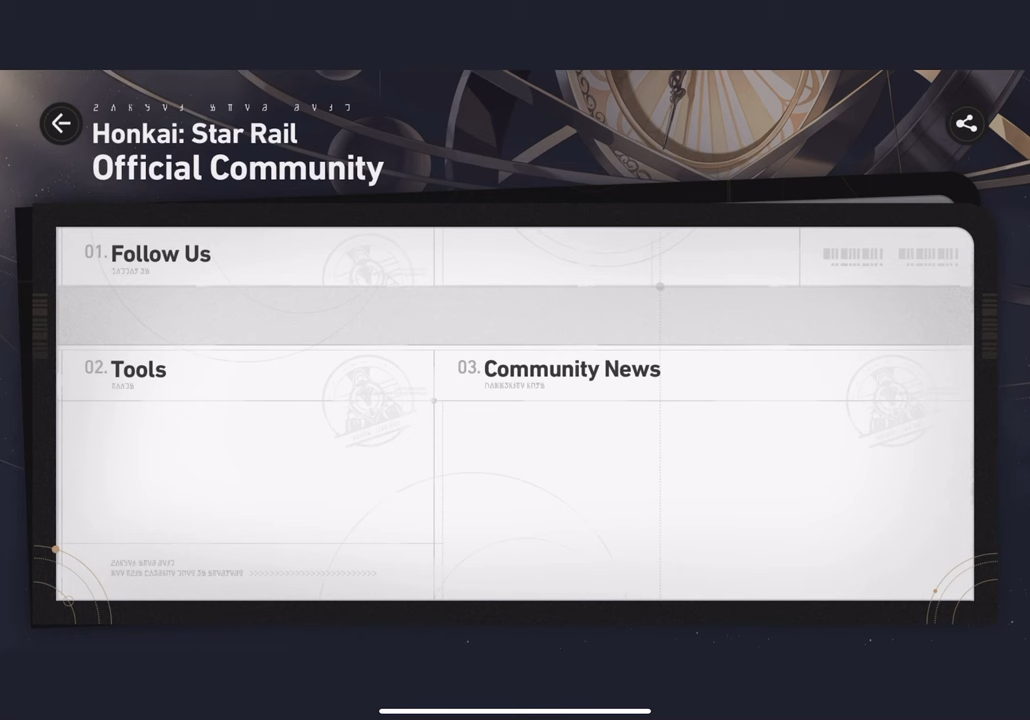 Honkai: Star Rail
Official Community
01. Follow Us
02. Tools
03. Community News